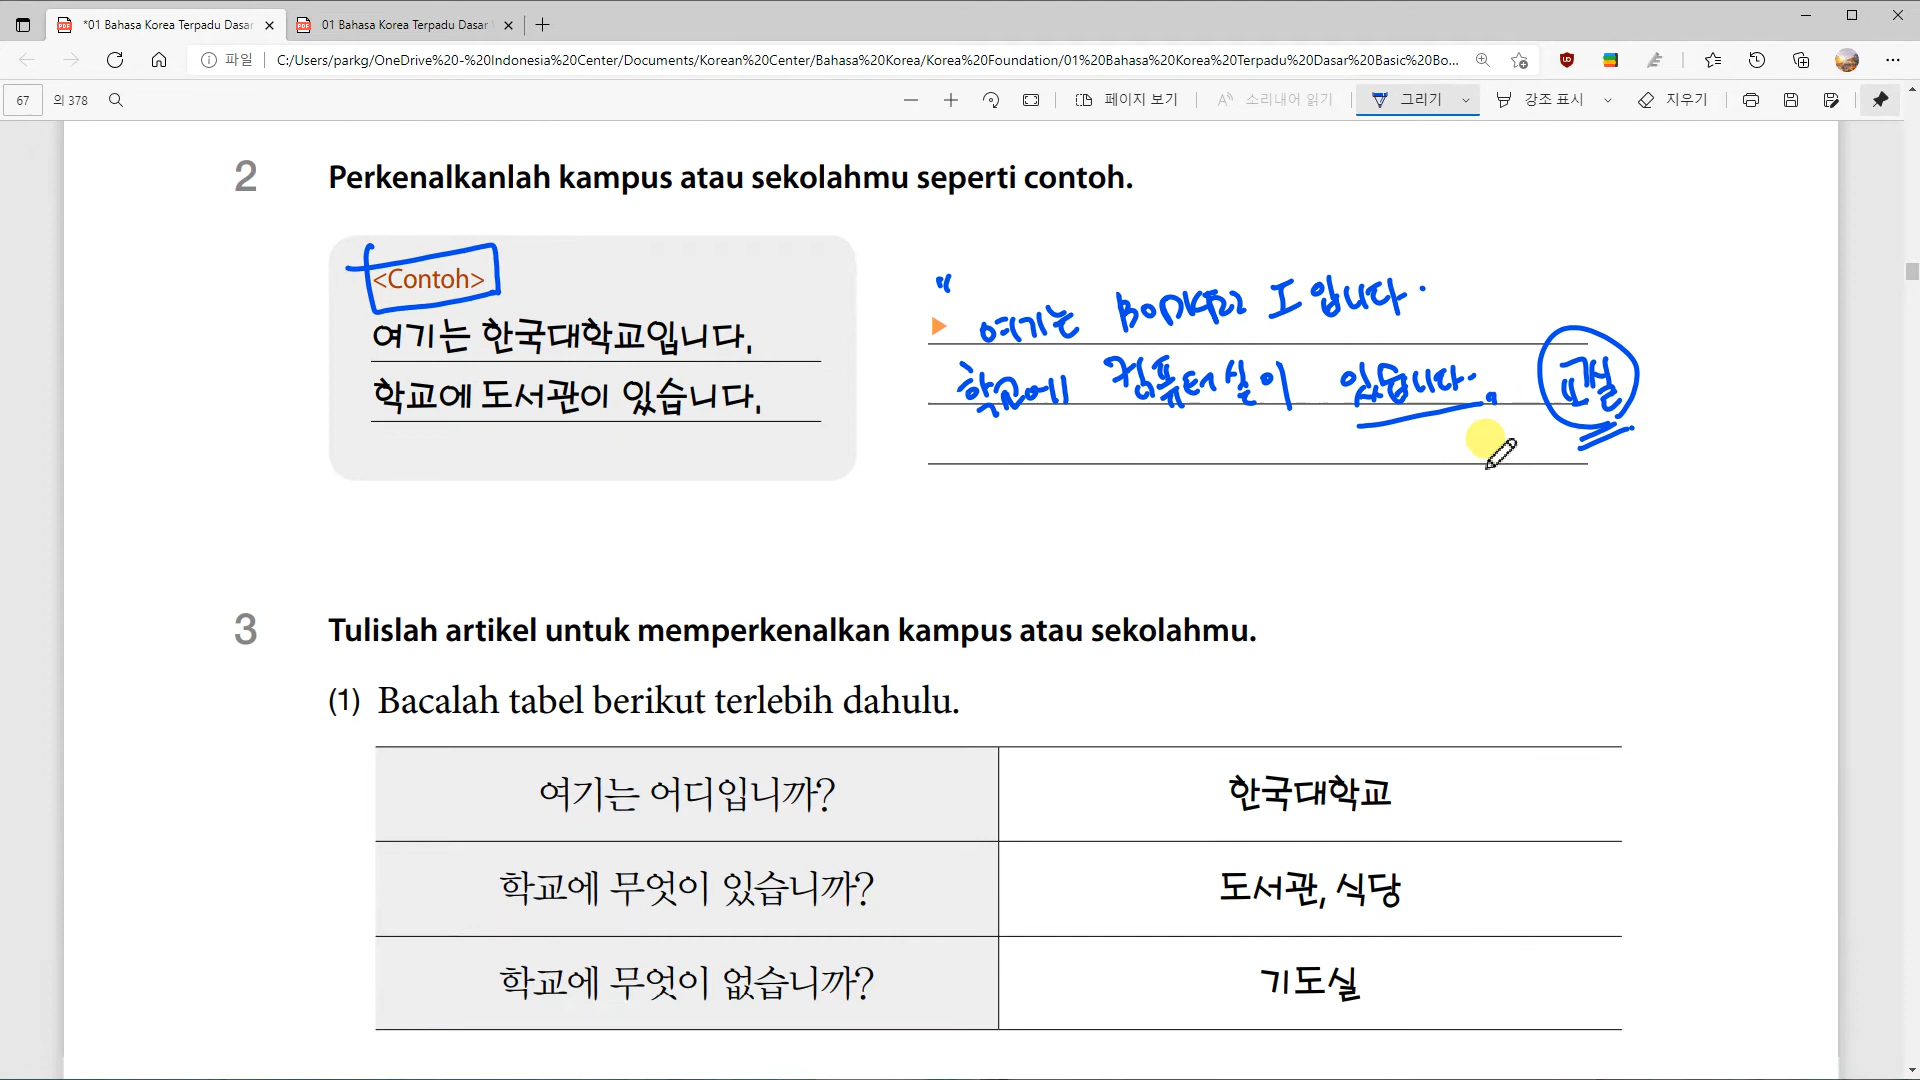 *01 Bahasa Korea Terpadu Dasar
01 Bahasa Korea Terpadu Dasar
파일
C:/Users/parkg/OneDrive%20-%20Indonesia%20Center/Documents/Korean%20Center/Bahasa%20Korea/Korea%20Foundation/01%20Bahasa%20Korea%20Terpadu%20Dasar%20Basic%20Bo...
67 의 378
페이지 보기
소리내어 읽기
그리기
강조 표시
지우기
2 Perkenalkanlah kampus atau sekolahmu seperti contoh.
<Contoh>
여기는 한국대학교입니다.
학교에 도서관이 있습니다.
여기는 입니다.
학교에 컴퓨터실이 있습니다. 교실
3 Tulislah artikel untuk memperkenalkan kampus atau sekolahmu.
(1) Bacalah tabel berikut terlebih dahulu.
여기는 어디입니까? 한국대학교
학교에 무엇이 있습니까? 도서관, 식당
학교에 무엇이 없습니까? 기도실